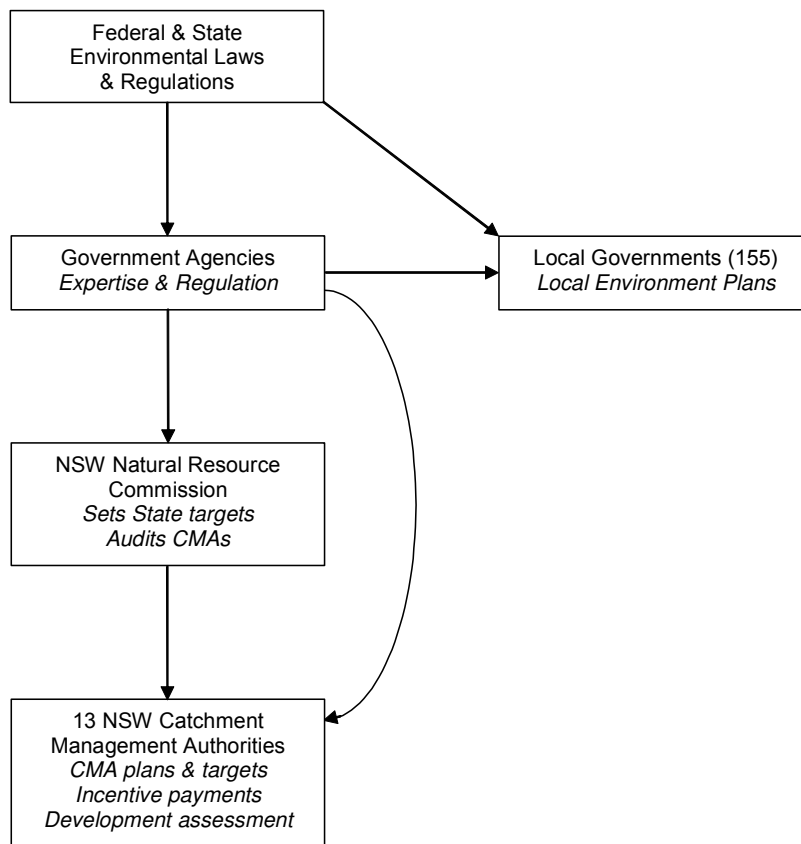 Federal & State
Environmental Laws
& Regulations
Government Agencies
Expertise & Regulation
Local Governments (155)
Local Environment Plans
NSW Natural Resource
Commission
Sets State targets
Audits CMAs
13 NSW Catchment
Management Authorities
CMA plans & targets
Incentive payments
Development assessment